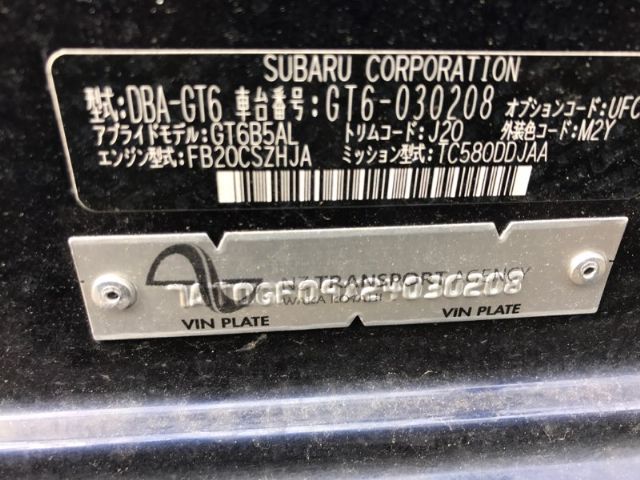 SUBARU CORPORATION
型式:DBA-GT6 車台番号:GT6-030208 オプションコード:UFC
アプライドモデル:GT6B5AL トリムコード:J20 外装色コード:M2Y
エンジン型式:FB20CSZHJA ミッション型式:TC580DDJAA
NZ TRANSPORT AGENCY
VIN PLATE VIN PLATE